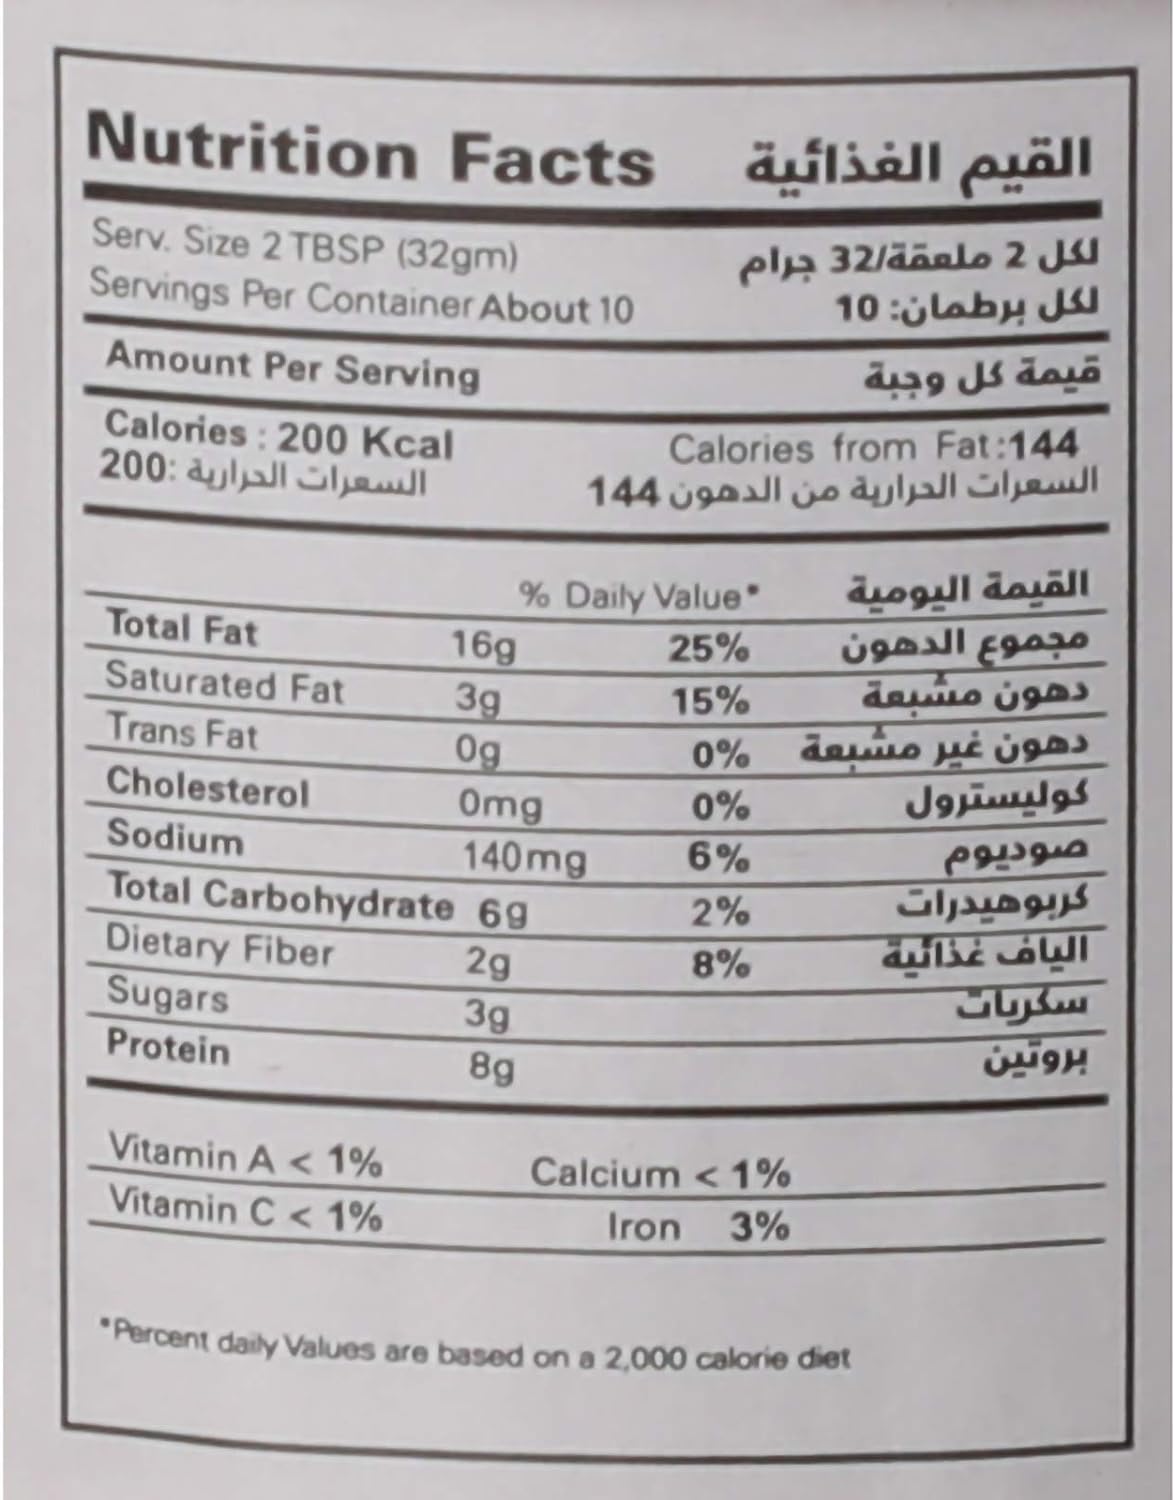 Nutrition Facts القيم الغذائية
Serv. Size 2 TBSP (32gm) لكل 2 ملعقة/32 جرام
Servings Per Container About 10 لكل برطمان: 10
Amount Per Serving قيمة كل وجبة
Calories : 200 Kcal Calories from Fat:144
السعرات الحرارية :200 السعرات الحرارية من الدهون 144
% Daily Value* القيمة اليومية
Total Fat 16g 25% مجموع الدهون
Saturated Fat 3g 15% دهون مشبعة
Trans Fat 0g 0% دهون غير مشبعة
Cholesterol 0mg 0% كوليسترول
Sodium 140mg 6% صوديوم
Total Carbohydrate 6g 2% كربوهيدرات
Dietary Fiber 2g 8% الياف غذائية
Sugars 3g سكريات
Protein 8g بروتين
Vitamin A < 1% Calcium < 1%
Vitamin C < 1% Iron 3%
*Percent daily Values are based on a 2,000 calorie diet